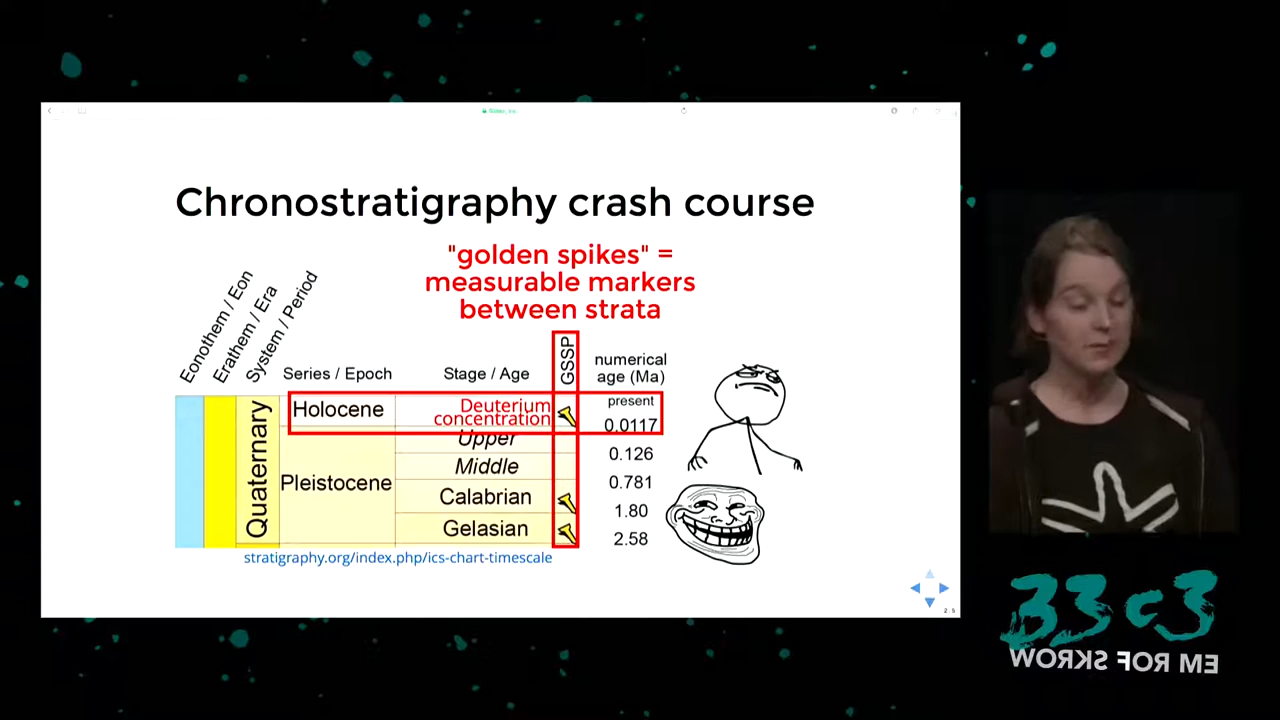 Chronostratigraphy crash course
"golden spikes" =
measurable markers
between strata
Eonothem / Eon
Erathem / Era
System / Period
Series / Epoch
Stage / Age
GSSP
numerical
age (Ma)
Quaternary
Holocene
Deuterium
concentration
present
0.0117
Pleistocene
Upper
0.126
Middle
0.781
Calabrian
1.80
Gelasian
2.58
stratigraphy.org/index.php/ics-chart-timescale
33c3
WORKS FOR ME